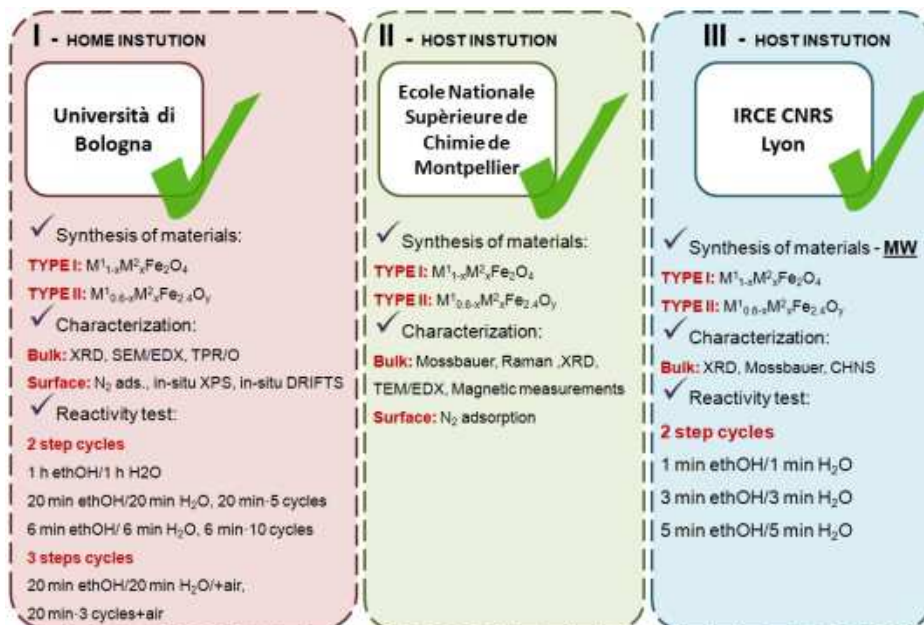 I - HOME INSTUTION
Università di
Bologna
Synthesis of materials:
TYPE I: M¹₁₋ₓM²ₓFe₂O₄
TYPE II: M¹₀.₆₋ₓM²ₓFe₂.₄Oᵧ
Characterization:
Bulk: XRD, SEM/EDX, TPR/O
Surface: N₂ ads., in-situ XPS, in-situ DRIFTS
Reactivity test:
2 step cycles
1 h ethOH/1 h H2O
20 min ethOH/20 min H₂O, 20 min-5 cycles
6 min ethOH/ 6 min H₂O, 6 min-10 cycles
3 steps cycles
20 min ethOH/20 min H₂O/+air,
20 min-3 cycles+air
II - HOST INSTUTION
Ecole Nationale
Supèrieure de
Chimie de
Montpellier
Synthesis of materials:
TYPE I: M¹₁₋ₓM²ₓFe₂O₄
TYPE II: M¹₀.₆₋ₓM²ₓFe₂.₄Oᵧ
Characterization:
Bulk: Mossbauer, Raman ,XRD,
TEM/EDX, Magnetic measurements
Surface: N₂ adsorption
III - HOST INSTUTION
IRCE CNRS
Lyon
Synthesis of materials - MW
TYPE I: M¹₁₋ₓM²ₓFe₂O₄
TYPE II: M¹₀.₆₋ₓM²ₓFe₂.₄Oᵧ
Characterization:
Bulk: XRD, Mossbauer, CHNS
Reactivity test:
2 step cycles
1 min ethOH/1 min H₂O
3 min ethOH/3 min H₂O
5 min ethOH/5 min H₂O